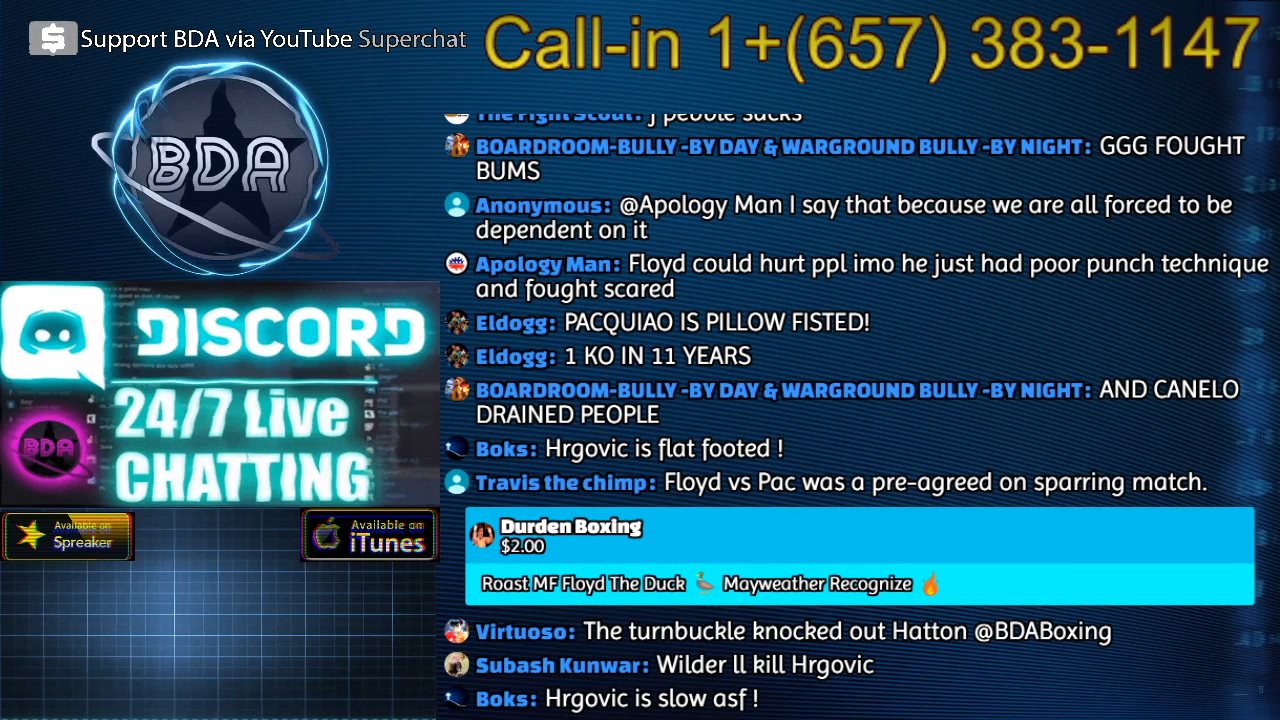 Support BDA via YouTube Superchat
Call-in 1+(657) 383-1147
BDA
The Fight Scout: j people sucks
BOARDROOM-BULLY -BY DAY & WARGROUND BULLY -BY NIGHT: GGG FOUGHT
BUMS
Anonymous: @Apology Man I say that because we are all forced to be
dependent on it
Apology Man: Floyd could hurt ppl imo he just had poor punch technique
and fought scared
Eldogg: PACQUIAO IS PILLOW FISTED!
Eldogg: 1 KO IN 11 YEARS
BOARDROOM-BULLY -BY DAY & WARGROUND BULLY -BY NIGHT: AND CANELO
DRAINED PEOPLE
Boks: Hrgovic is flat footed !
Travis the chimp: Floyd vs Pac was a pre-agreed on sparring match.
Durden Boxing
$2.00
Roast MF Floyd The Duck 🦆 Mayweather Recognize 🔥
Virtuoso: The turnbuckle knocked out Hatton @BDABoxing
Subash Kunwar: Wilder ll kill Hrgovic
Boks: Hrgovic is slow asf !
DISCORD
24/7 Live
CHATTING
BDA
Available on
Spreaker
Available on
iTunes